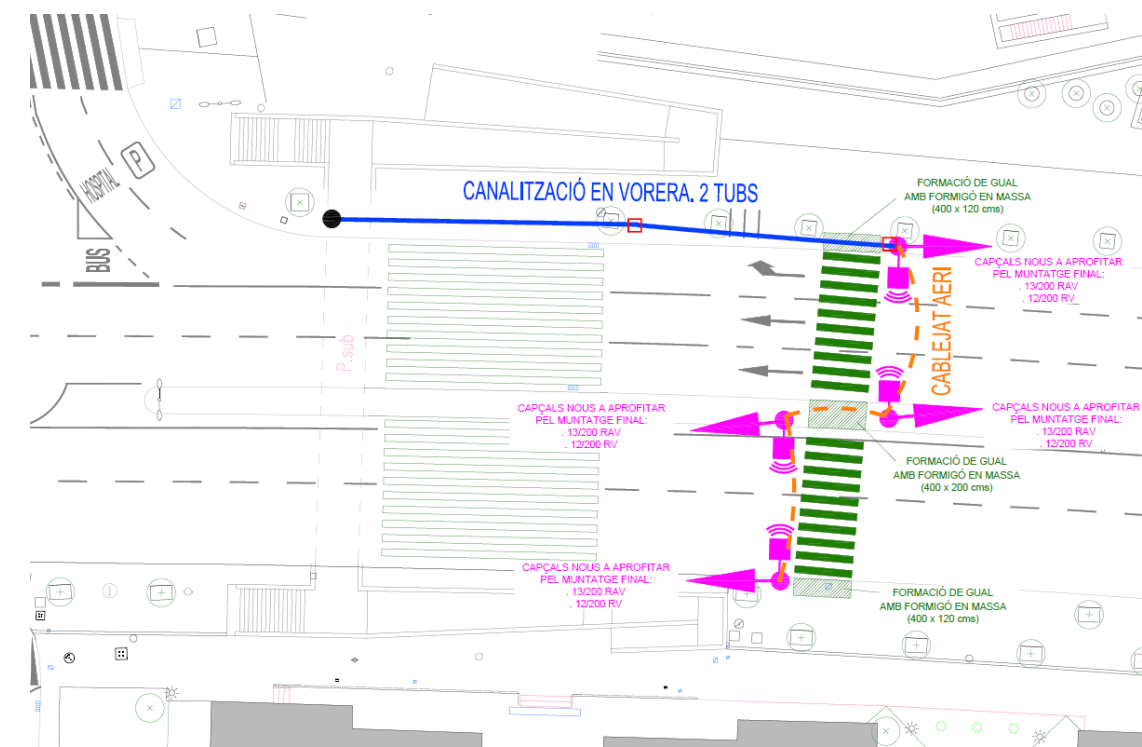 HOSPITAL
P
BUS
CANALITZACIÓ EN VORERA. 2 TUBS
FORMACIÓ DE GUAL
AMB FORMIGÓ EN MASSA
(400 x 120 cms)
CAPÇALS NOUS A APROFITAR
PEL MUNTATGE FINAL:
. 13/200 RAV
. 12/200 RV
CABLEJAT AERI
P.sub
CAPÇALS NOUS A APROFITAR
PEL MUNTATGE FINAL:
. 13/200 RAV
. 12/200 RV
CAPÇALS NOUS A APROFITAR
PEL MUNTATGE FINAL:
. 13/200 RAV
. 12/200 RV
FORMACIÓ DE GUAL
AMB FORMIGÓ EN MASSA
(400 x 200 cms)
CAPÇALS NOUS A APROFITAR
PEL MUNTATGE FINAL:
. 13/200 RAV
. 12/200 RV
FORMACIÓ DE GUAL
AMB FORMIGÓ EN MASSA
(400 x 120 cms)